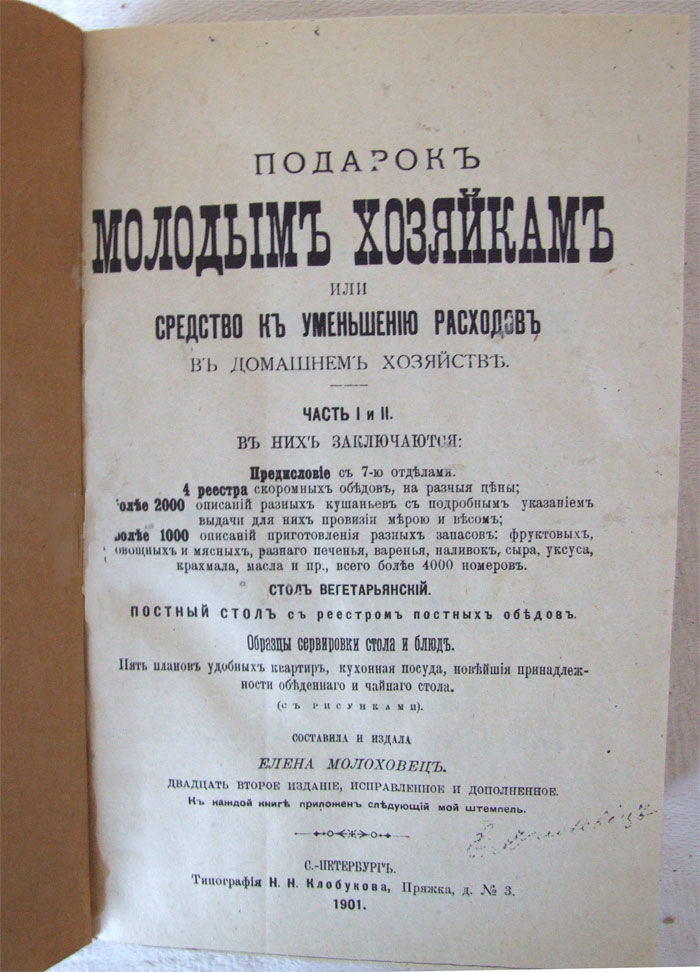 ПОДАРОКЪ
МОЛОДЫМЪ ХОЗЯЙКАМЪ
ИЛИ
СРЕДСТВО КЪ УМЕНЬШЕНІЮ РАСХОДОВЪ
ВЪ ДОМАШНЕМЪ ХОЗЯЙСТВѢ.
ЧАСТЬ I и II.
ВЪ НИХЪ ЗАКЛЮЧАЮТСЯ:
Предисловіе съ 7-ю отдѣлами.
4 реестра скоромныхъ обѣдовъ, на разныя цѣны;
болѣе 2000 описаній разныхъ кушаньевъ съ подробнымъ указаніемъ
выдачи для нихъ провизіи мѣрою и вѣсомъ;
Болѣе 1000 описаній приготовленія разныхъ запасовъ: фруктовыхъ,
овощныхъ и мясныхъ, разнаго печенья, варенья, наливокъ, сыра, уксуса,
крахмала, масла и пр., всего болѣе 4000 номеровъ.
СТОЛЪ ВЕГЕТАРЬЯНСКІЙ.
ПОСТНЫЙ СТОЛЪ съ реестромъ постныхъ обѣдовъ.
Образцы сервировки стола и блюдъ.
Пять плановъ удобныхъ квартиръ, кухонная посуда, новѣйшія принадлеж-
ности обѣденнаго и чайнаго стола.
(СЪ РИСУНКАМИ).
СОСТАВИЛА И ИЗДАЛА
ЕЛЕНА МОЛОХОВЕЦЪ.
ДВАДЦАТЬ ВТОРОЕ ИЗДАНІЕ, ИСПРАВЛЕННОЕ И ДОПОЛНЕННОЕ.
Къ каждой книгѣ приложенъ слѣдующій мой штемпель.
С.-ПЕТЕРБУРГЪ.
Типографія Н. Н. Клобукова, Пряжка, д. № 3.
1901.